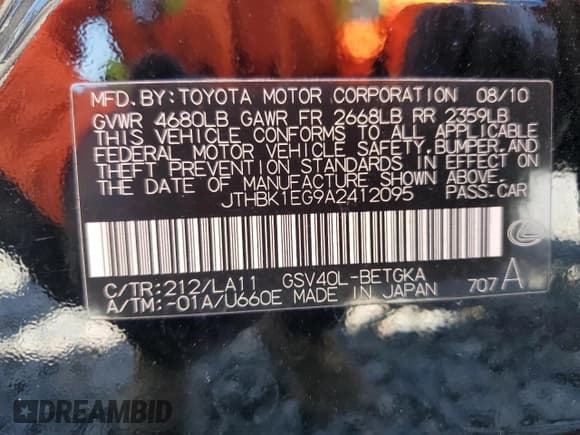 MFD.BY:TOYOTA MOTOR CORPORATION 08/10
GVWR 4680LB GAWR FR 2668LB RR 2359LB
THIS VEHICLE CONFORMS TO ALL APPLICABLE
FEDERAL MOTOR VEHICLE SAFETY,BUMPER,AND
THEFT PREVENTION STANDARDS IN EFFECT ON
THE DATE OF MANUFACTURE SHOWN ABOVE.
JTHBK1EG9A2412095 PASS.CAR
C/TR:212/LA11 GSV40L-BETGKA
A/TM:-01A/U660E MADE IN JAPAN 707 A
DREAMBID